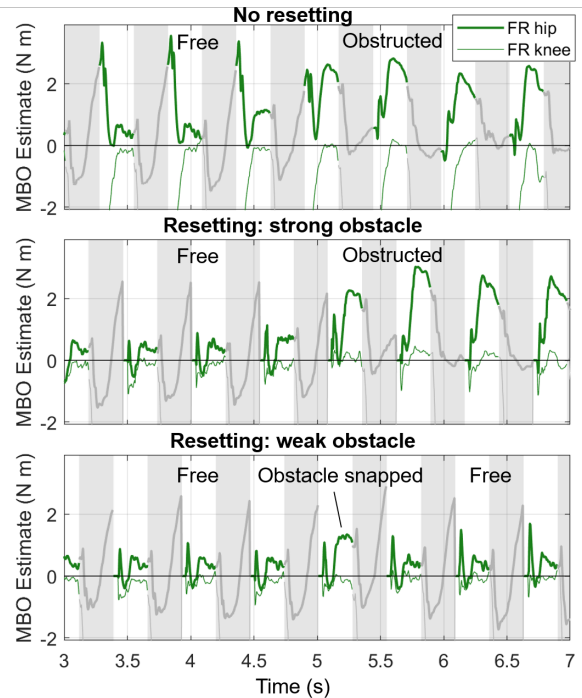 No resetting
Free
Obstructed
FR hip
FR knee
MBO Estimate (N m)
2
0
-2
Resetting: strong obstacle
Free
Obstructed
MBO Estimate (N m)
2
0
-2
Resetting: weak obstacle
Free
Obstacle snapped
Free
MBO Estimate (N m)
2
0
-2
3
3.5
4
4.5
5
5.5
6
6.5
7
Time (s)